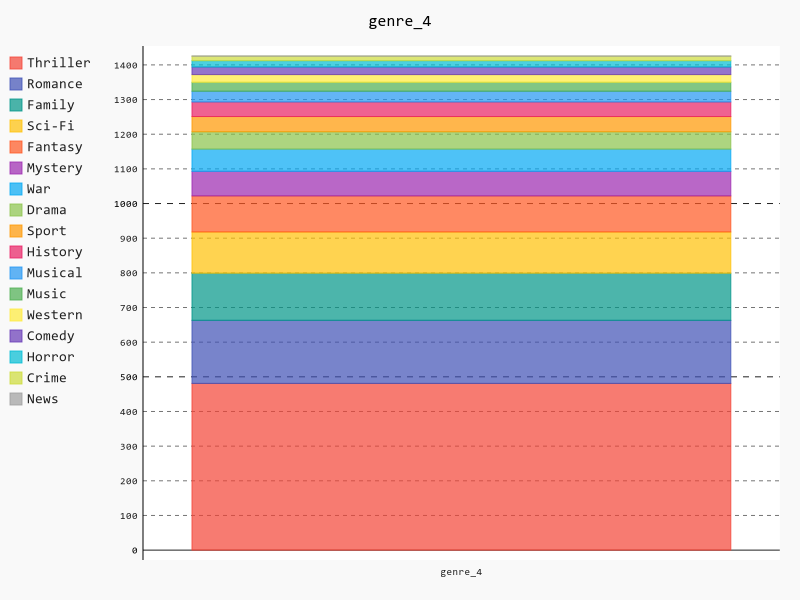 genre_4
Thriller
Romance
Family
Sci-Fi
Fantasy
Mystery
War
Drama
Sport
History
Musical
Music
Western
Comedy
Horror
Crime
News
1400
1300
1200
1100
1000
900
800
700
600
500
400
300
200
100
0
genre_4